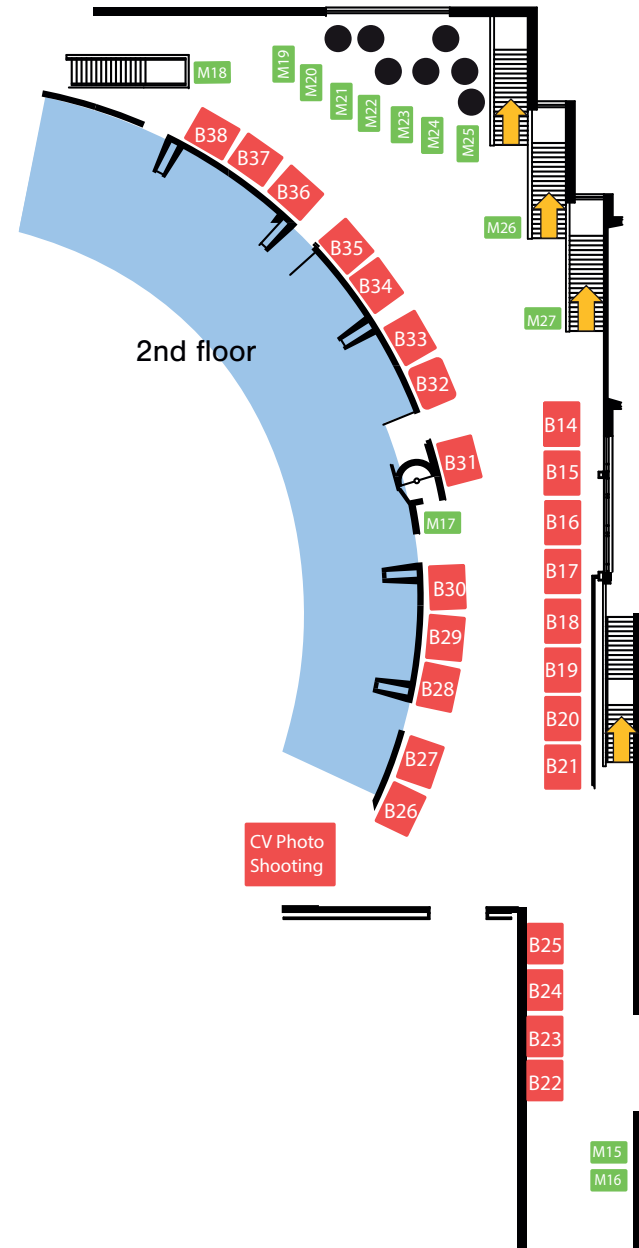 M18
M19
M20
M21
M22
M23
M24
M25
B38
B37
B36
M26
B35
B34
M27
B33
2nd floor
B32
B14
B31
B15
B16
M17
B17
B30
B18
B29
B19
B28
B20
B27
B21
B26
CV Photo
Shooting
B25
B24
B23
B22
M15
M16